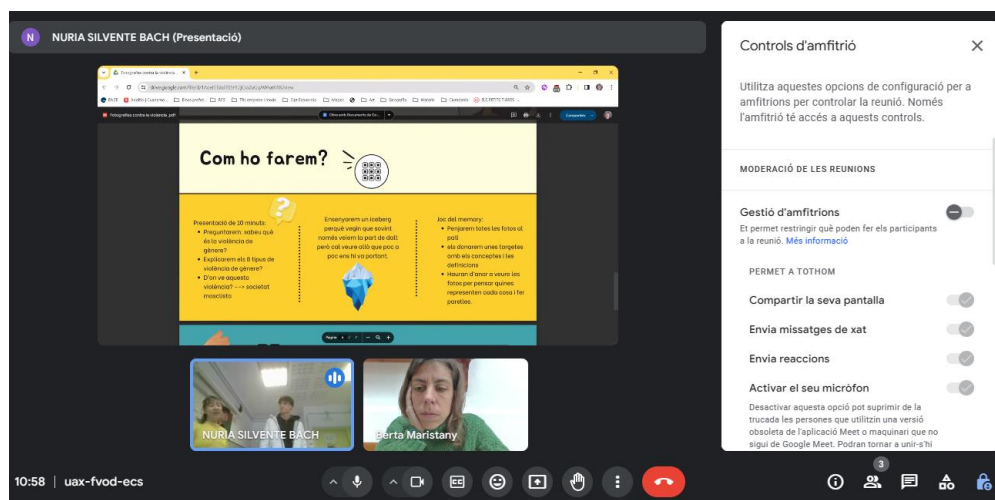 N NURIA SILVENTE BACH (Presentació)
Fotografies contra la violència.pdf
Com ho farem?
Presentació de 10 minuts:
• Preguntarem: sabeu què
és la violència de
gènere?
• Explicarem els 8 tipus de
violència de gènere?
• D'on ve aquesta
violència? --> societat
masclista
Ensenyarem un iceberg
perquè vegin que sovint
només veiem la part de dalt
però cal veure allò que poc a
poc ens hi va portant.
Joc del memory:
• Penjarem totes les fotos al
pati
• els donarem unes targetes
amb els conceptes i les
definicions
• Hauran d'anar a veure les
fotos per pensar quines
representen cada cosa i fer
parelles.
NURIA SILVENTE BACH
Berta Maristany
10:58 | uax-fvod-ecs
3
Controls d'amfitrió
Utilitza aquestes opcions de configuració per a
amfitrions per controlar la reunió. Només
l'amfitrió té accés a aquests controls.
MODERACIÓ DE LES REUNIONS
Gestió d'amfitrions
Et permet restringir què poden fer els participants
a la reunió. Més informació
PERMET A TOTHOM
Compartir la seva pantalla
Envia missatges de xat
Envia reaccions
Activar el seu micròfon
Desactivar aquesta opció pot suprimir de la
trucada les persones que utilitzin una versió
obsoleta de l'aplicació Meet o maquinari que no
sigui de Google Meet. Podran tornar a unir-s'hi